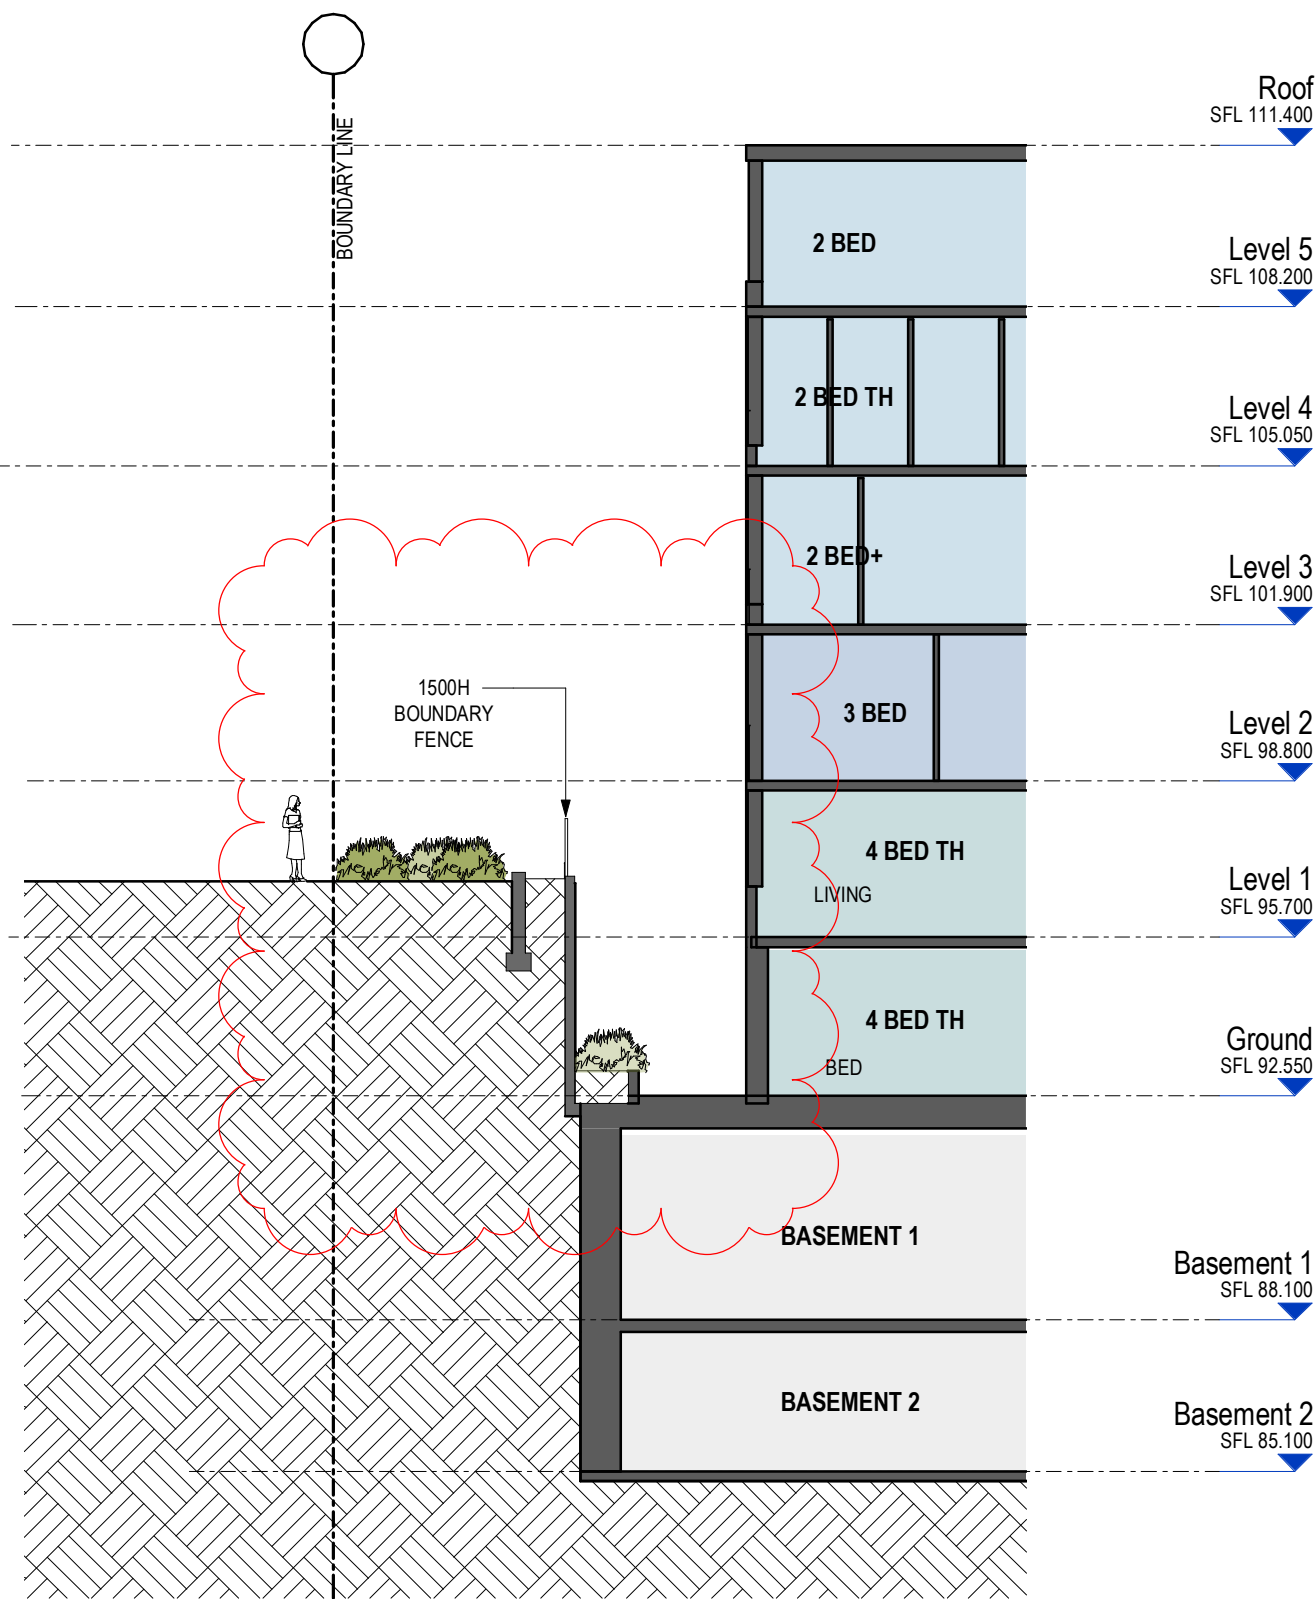 Roof
SFL 111.400
BOUNDARY LINE
2 BED
Level 5
SFL 108.200
2 BED TH
Level 4
SFL 105.050
2 BED+
Level 3
SFL 101.900
1500H
BOUNDARY
FENCE
3 BED
Level 2
SFL 98.800
4 BED TH
LIVING
Level 1
SFL 95.700
4 BED TH
BED
Ground
SFL 92.550
BASEMENT 1
Basement 1
SFL 88.100
BASEMENT 2
Basement 2
SFL 85.100